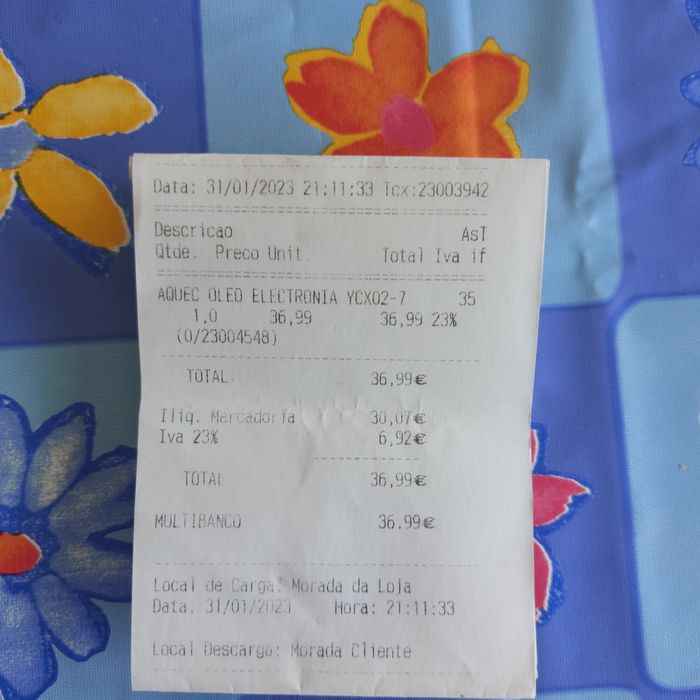 Data: 31/01/2023 21:11:33 Tcx:23003942
Descricao AsT
Qtde. Preco Unit. Total Iva if
AQUEC OLEO ELECTRONIA YCX02-7 35
1,0 36,99 36,99 23%
(0/23004548)
TOTAL 36,99€
Iliq. Mercadoria 30,07€
Iva 23% 6,92€
TOTAL 36,99€
MULTIBANCO 36.99€
Local de Carga: Morada da Loja
Data: 31/01/2023 Hora: 21:11:33
Local Descarga: Morada Cliente